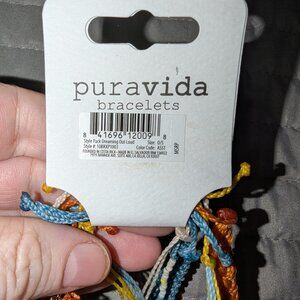 puravida
bracelets
8 41696 12009 8
Style Pack Dreaming Out Loud
Size: O/S
Color Code: ASST
MSRP